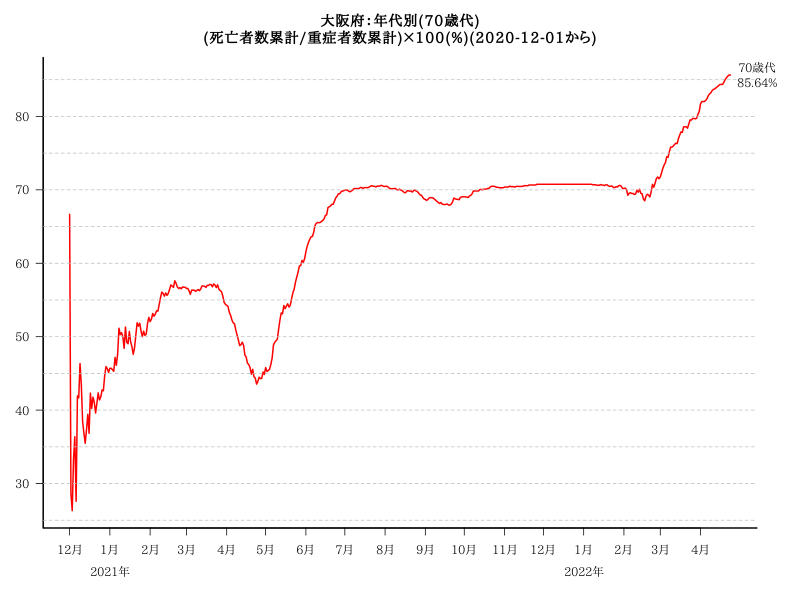 大阪府：年代別(70歳代)
(死亡者数累計/重症者数累計)×100(%)(2020-12-01から)
70歳代
85.64%
80
70
60
50
40
30
12月 1月 2月 3月 4月 5月 6月 7月 8月 9月 10月 11月 12月 1月 2月 3月 4月
2021年 2022年